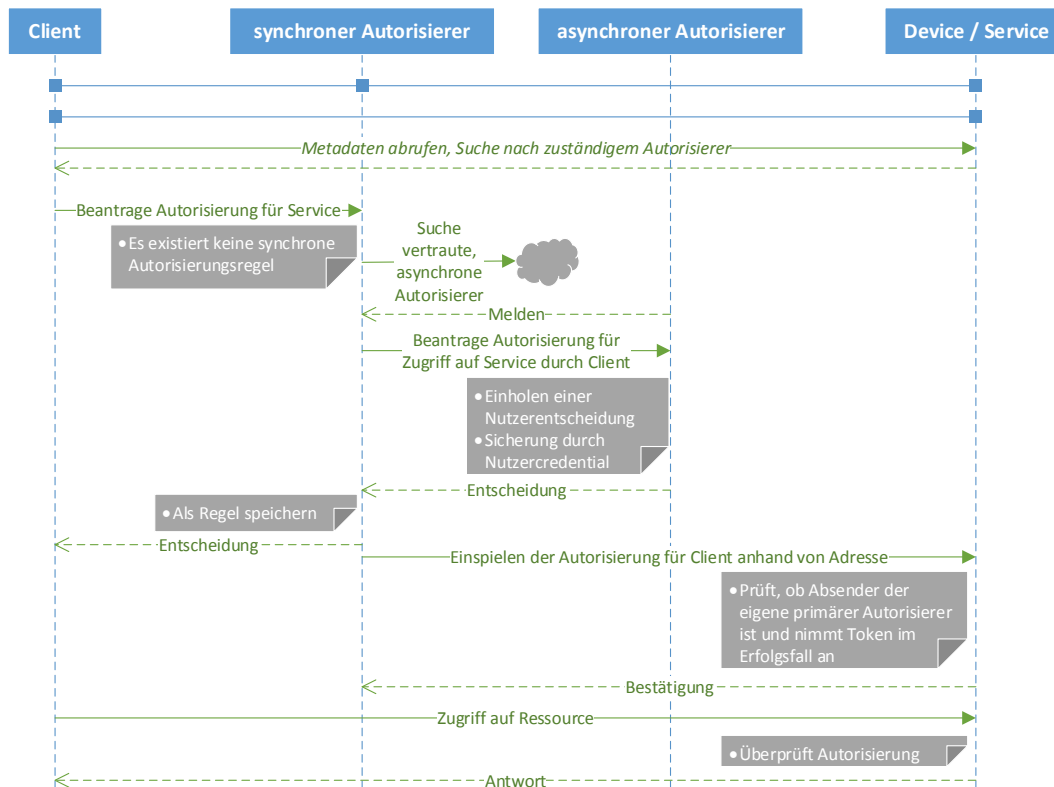 Client
synchroner Autorisierer
asynchroner Autorisierer
Device / Service
Metadaten abrufen, Suche nach zuständigem Autorisierer
Beantrage Autorisierung für Service
• Es existiert keine synchrone
Autorisierungsregel
Suche
vertraute,
asynchrone
Autorisierer
Melden
Beantrage Autorisierung für
Zugriff auf Service durch Client
• Einholen einer
Nutzerentscheidung
• Sicherung durch
Nutzercredential
Entscheidung
• Als Regel speichern
Entscheidung
Einspielen der Autorisierung für Client anhand von Adresse
• Prüft, ob Absender der
eigene primärer Autorisierer
ist und nimmt Token im
Erfolgsfall an
Bestätigung
Zugriff auf Ressource
• Überprüft Autorisierung
Antwort